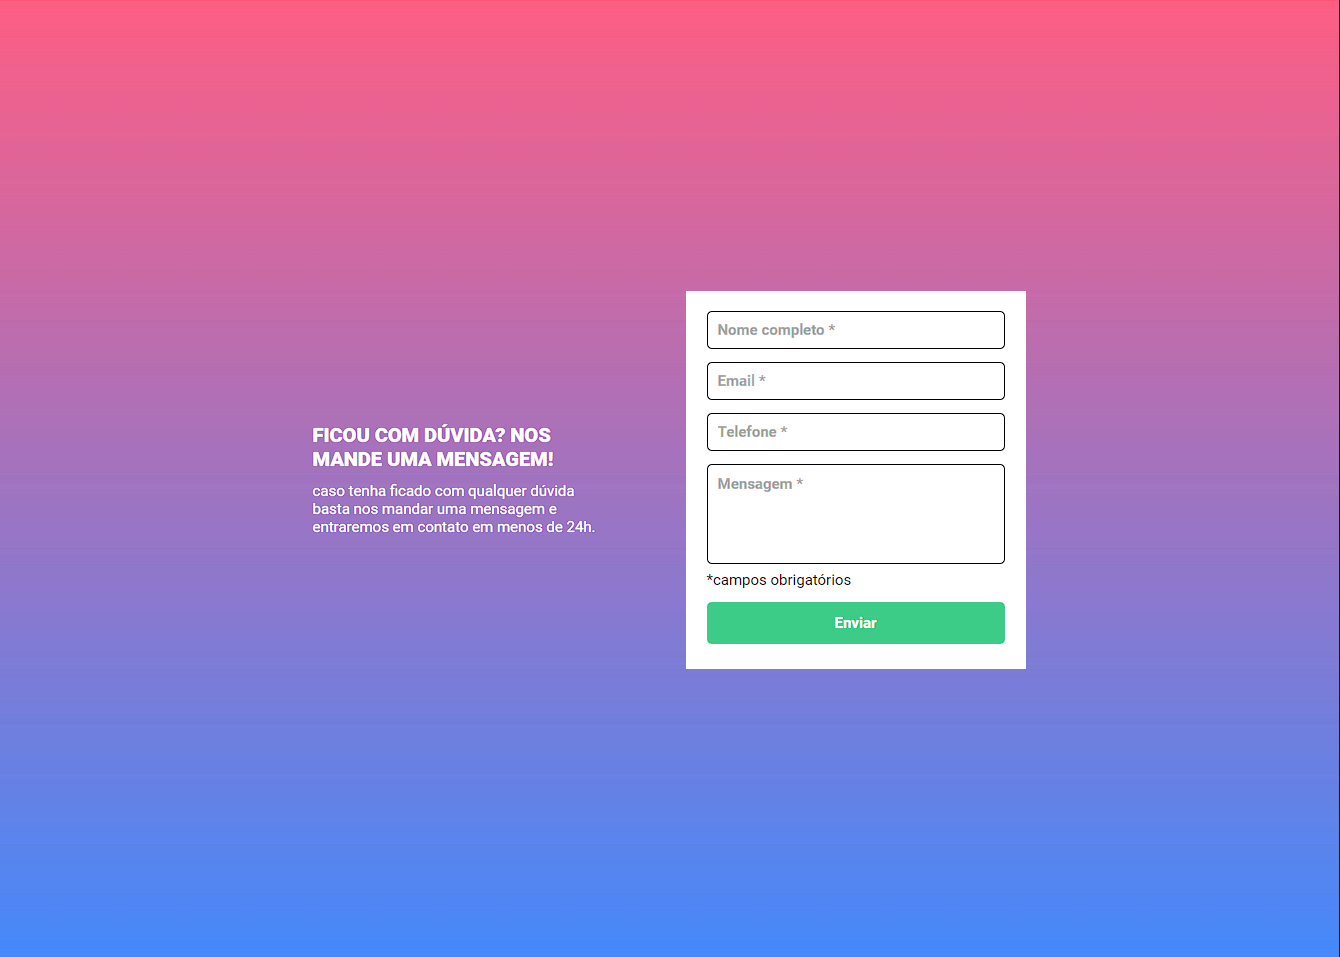 FICOU COM DÚVIDA? NOS
MANDE UMA MENSAGEM!
caso tenha ficado com qualquer dúvida
basta nos mandar uma mensagem e
entraremos em contato em menos de 24h.
Nome completo *
Email *
Telefone *
Mensagem *
*campos obrigatórios
Enviar